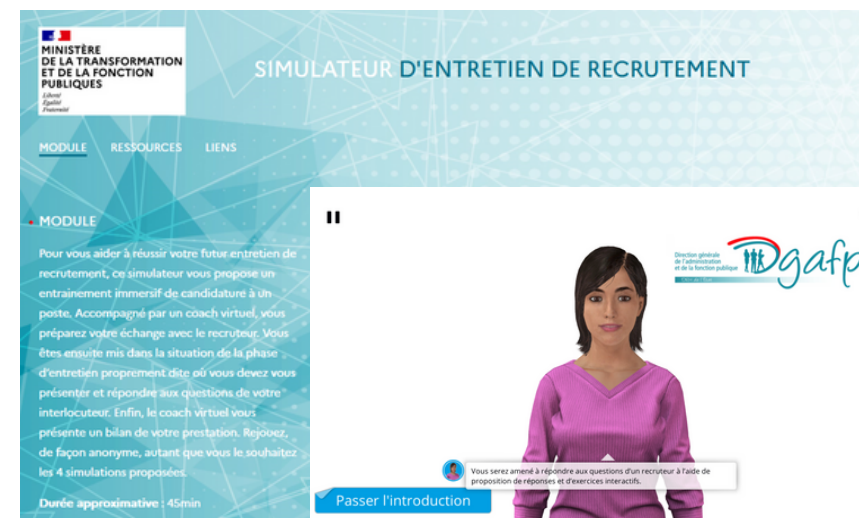 MINISTÈRE
DE LA TRANSFORMATION
ET DE LA FONCTION
PUBLIQUES
Liberté
Égalité
Fraternité
SIMULATEUR D'ENTRETIEN DE RECRUTEMENT
MODULE RESSOURCES LIENS
MODULE
Pour vous aider à réussir votre futur entretien de
recrutement, ce simulateur vous propose un
entrainement immersif de candidature à un
poste. Accompagné par un coach virtuel, vous
préparez votre échange avec le recruteur. Vous
êtes ensuite mis dans la situation de la phase
d'entretien proprement dite où vous devez vous
présenter et répondre aux questions de votre
interlocuteur. Enfin, le coach virtuel vous
présente un bilan de votre prestation. Rejouez,
de façon anonyme, autant que vous le souhaitez
les 4 simulations proposées.
Durée approximative : 45min
Direction générale
de l'administration
et de la fonction publique
Dgafp
Vous serez amené à répondre aux questions d'un recruteur à l'aide de
proposition de réponses et d'exercices interactifs.
Passer l'introduction